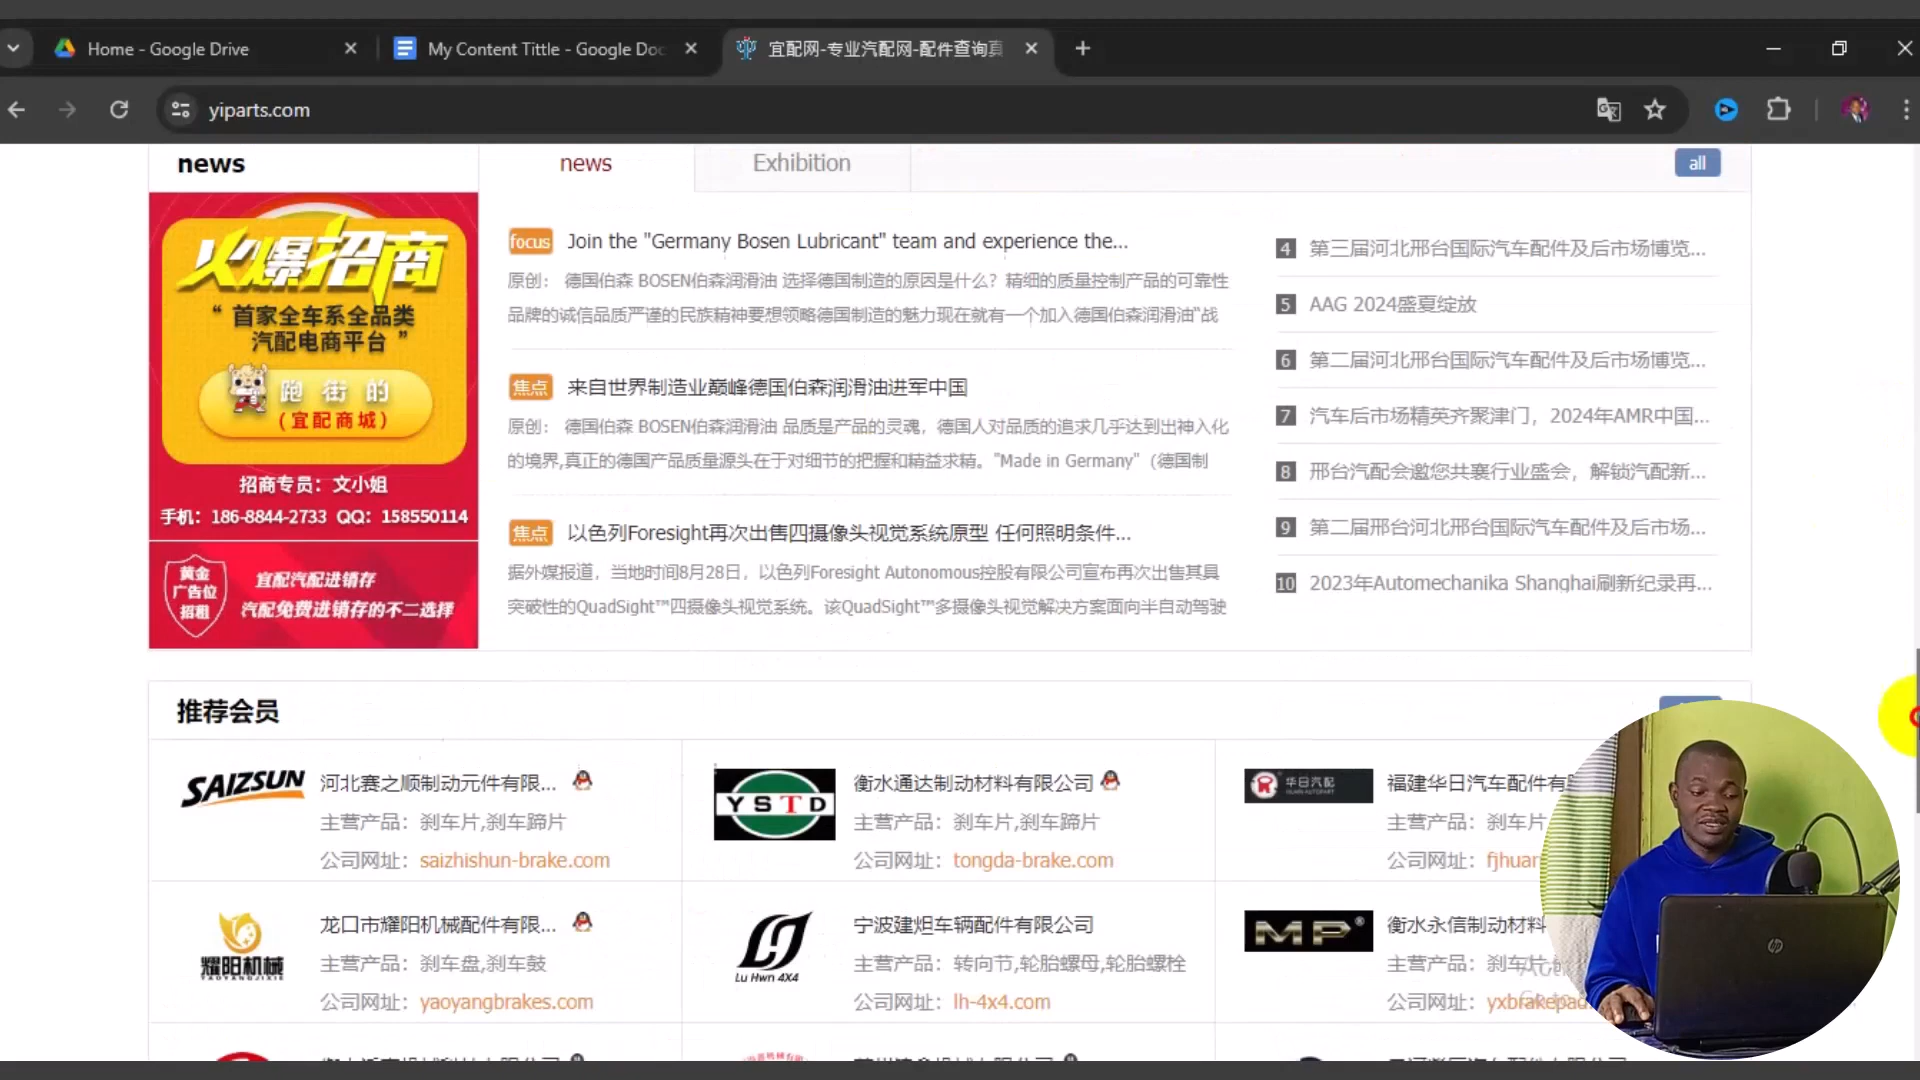 Home - Google Drive
My Content Tittle - Google Doc
宜配网-专业汽配网-配件查询真
yiparts.com
news
news
Exhibition
all
火爆招商
“ 首家全车系全品类
汽配电商平台 ”
跑 街 的
(宜配商城)
招商专员：文小姐
手机：186-8844-2733 QQ：158550114
黄金
广告位
招租
宜配汽配进销存
汽配免费进销存的不二选择
focus Join the "Germany Bosen Lubricant" team and experience the...
原创： 德国伯森 BOSEN伯森润滑油 选择德国制造的原因是什么？精细的质量控制产品的可靠性
品牌的诚信品质严谨的民族精神要想领略德国制造的魅力现在就有一个加入德国伯森润滑油"战
焦点 来自世界制造业巅峰德国伯森润滑油进军中国
原创： 德国伯森 BOSEN伯森润滑油 品质是产品的灵魂，德国人对品质的追求几乎达到出神入化
的境界,真正的德国产品质量源头在于对细节的把握和精益求精。"Made in Germany"（德国制
焦点 以色列Foresight再次出售四摄像头视觉系统原型 任何照明条件...
据外媒报道，当地时间8月28日，以色列Foresight Autonomous控股有限公司宣布再次出售其具
突破性的QuadSight™四摄像头视觉系统。该QuadSight™多摄像头视觉解决方案面向半自动驾驶
4 第三届河北邢台国际汽车配件及后市场博览...
5 AAG 2024盛夏绽放
6 第二届河北邢台国际汽车配件及后市场博览...
7 汽车后市场精英齐聚津门，2024年AMR中国...
8 邢台汽配会邀您共襄行业盛会，解锁汽配新...
9 第二届邢台河北邢台国际汽车配件及后市场...
10 2023年Automechanika Shanghai刷新纪录再...
推荐会员
SAIZSUN
河北赛之顺制动元件有限...
主营产品：刹车片,刹车蹄片
公司网址：saizhishun-brake.com
YSTD
衡水通达制动材料有限公司
主营产品：刹车片,刹车蹄片
公司网址：tongda-brake.com
华日汽配
福建华日汽车配件有
主营产品：刹车片
公司网址：fjhuar
耀阳机械
YAOYANGJIXIE
龙口市耀阳机械配件有限...
主营产品：刹车盘,刹车鼓
公司网址：yaoyangbrakes.com
Lu Hwn 4X4
宁波建炟车辆配件有限公司
主营产品：转向节,轮胎螺母,轮胎螺栓
公司网址：lh-4x4.com
MP®
衡水永信制动材料
主营产品：刹车片
公司网址：yxbrakepad
hp